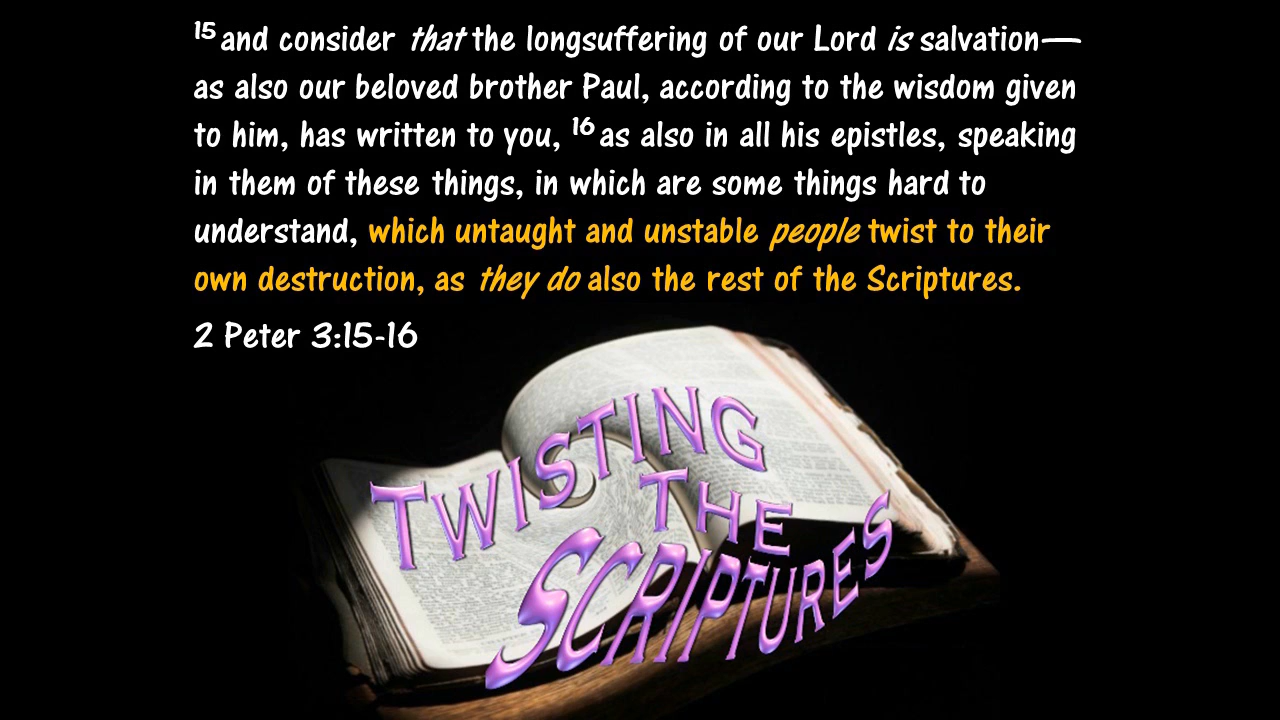 15 and consider that the longsuffering of our Lord is salvation—
as also our beloved brother Paul, according to the wisdom given
to him, has written to you, 16 as also in all his epistles, speaking
in them of these things, in which are some things hard to
understand, which untaught and unstable people twist to their
own destruction, as they do also the rest of the Scriptures.
2 Peter 3:15-16
TWISTING
THE
SCRIPTURES